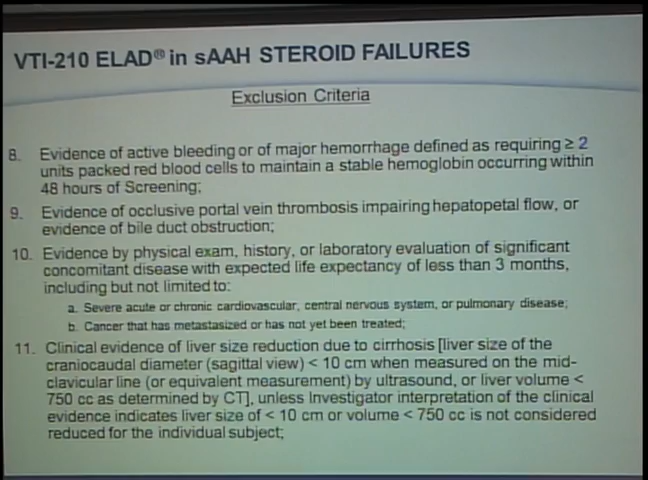 VTI-210 ELAD® in sAAH STEROID FAILURES
Exclusion Criteria
8. Evidence of active bleeding or of major hemorrhage defined as requiring ≥ 2
units packed red blood cells to maintain a stable hemoglobin occurring within
48 hours of Screening;
9. Evidence of occlusive portal vein thrombosis impairing hepatopetal flow, or
evidence of bile duct obstruction;
10. Evidence by physical exam, history, or laboratory evaluation of significant
concomitant disease with expected life expectancy of less than 3 months,
including but not limited to:
a. Severe acute or chronic cardiovascular, central nervous system, or pulmonary disease;
b. Cancer that has metastasized or has not yet been treated;
11. Clinical evidence of liver size reduction due to cirrhosis [liver size of the
craniocaudal diameter (sagittal view) < 10 cm when measured on the mid-
clavicular line (or equivalent measurement) by ultrasound, or liver volume <
750 cc as determined by CT], unless Investigator interpretation of the clinical
evidence indicates liver size of < 10 cm or volume < 750 cc is not considered
reduced for the individual subject;